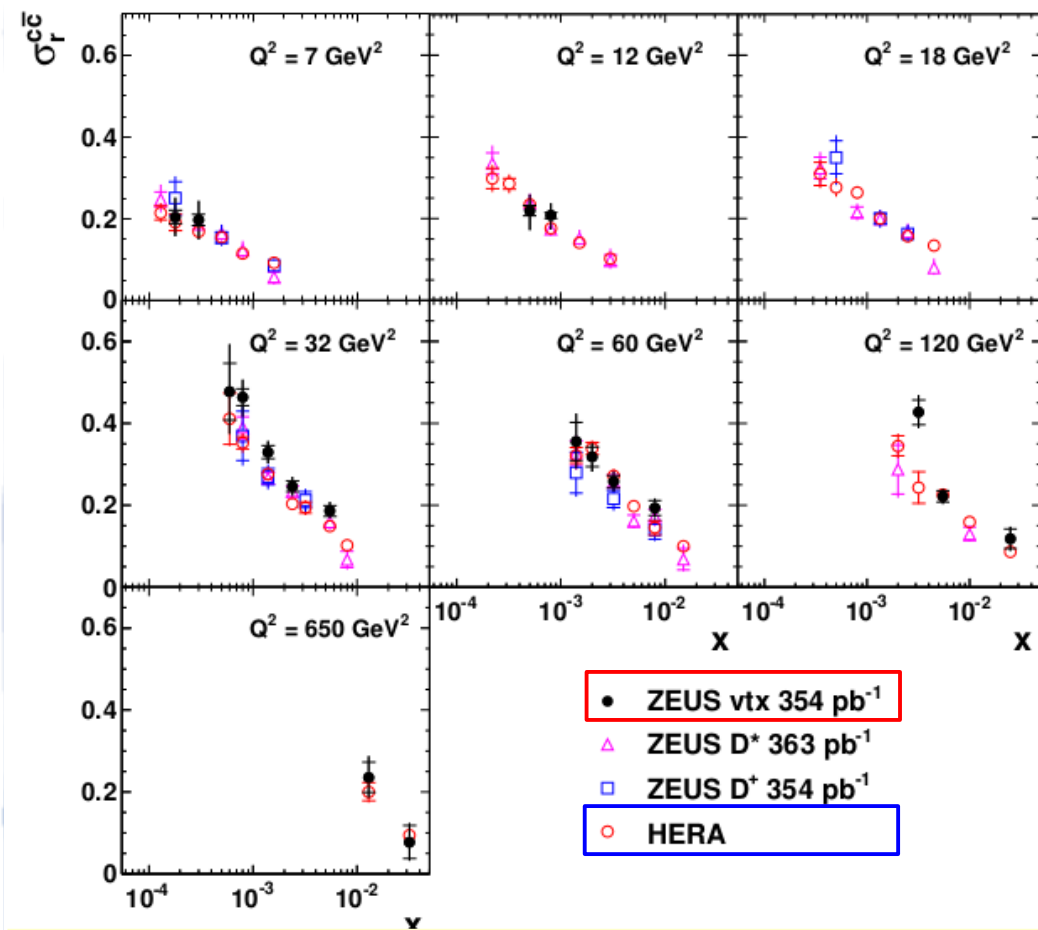 σ_r^{cc̄}
Q² = 7 GeV²
Q² = 12 GeV²
Q² = 18 GeV²
0.6
0.4
0.2
0
Q² = 32 GeV²
Q² = 60 GeV²
Q² = 120 GeV²
0.6
0.4
0.2
0
10⁻⁴ 10⁻³ 10⁻²
x
10⁻⁴ 10⁻³ 10⁻²
x
Q² = 650 GeV²
0.6
0.4
0.2
0
10⁻⁴ 10⁻³ 10⁻²
x
ZEUS vtx 354 pb⁻¹
ZEUS D* 363 pb⁻¹
ZEUS D⁺ 354 pb⁻¹
HERA